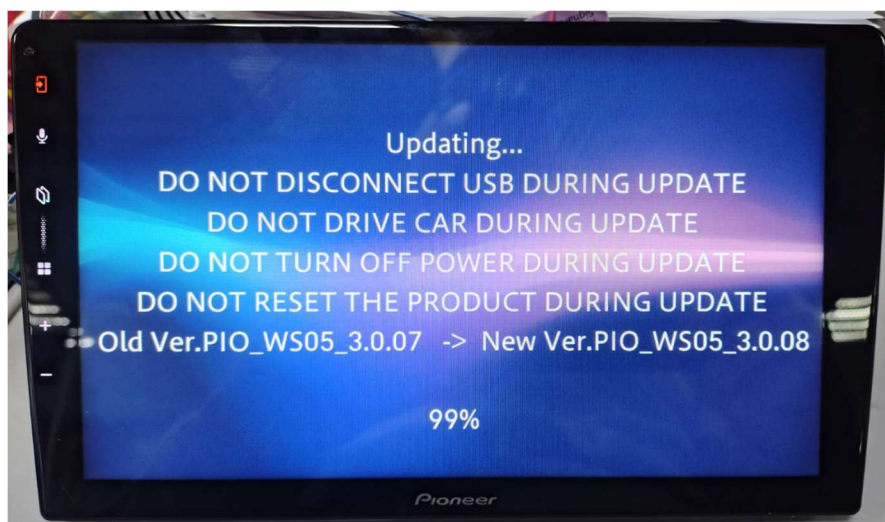 Updating...
DO NOT DISCONNECT USB DURING UPDATE
DO NOT DRIVE CAR DURING UPDATE
DO NOT TURN OFF POWER DURING UPDATE
DO NOT RESET THE PRODUCT DURING UPDATE
Old Ver.PIO_WS05_3.0.07 -> New Ver.PIO_WS05_3.0.08
99%
Pioneer